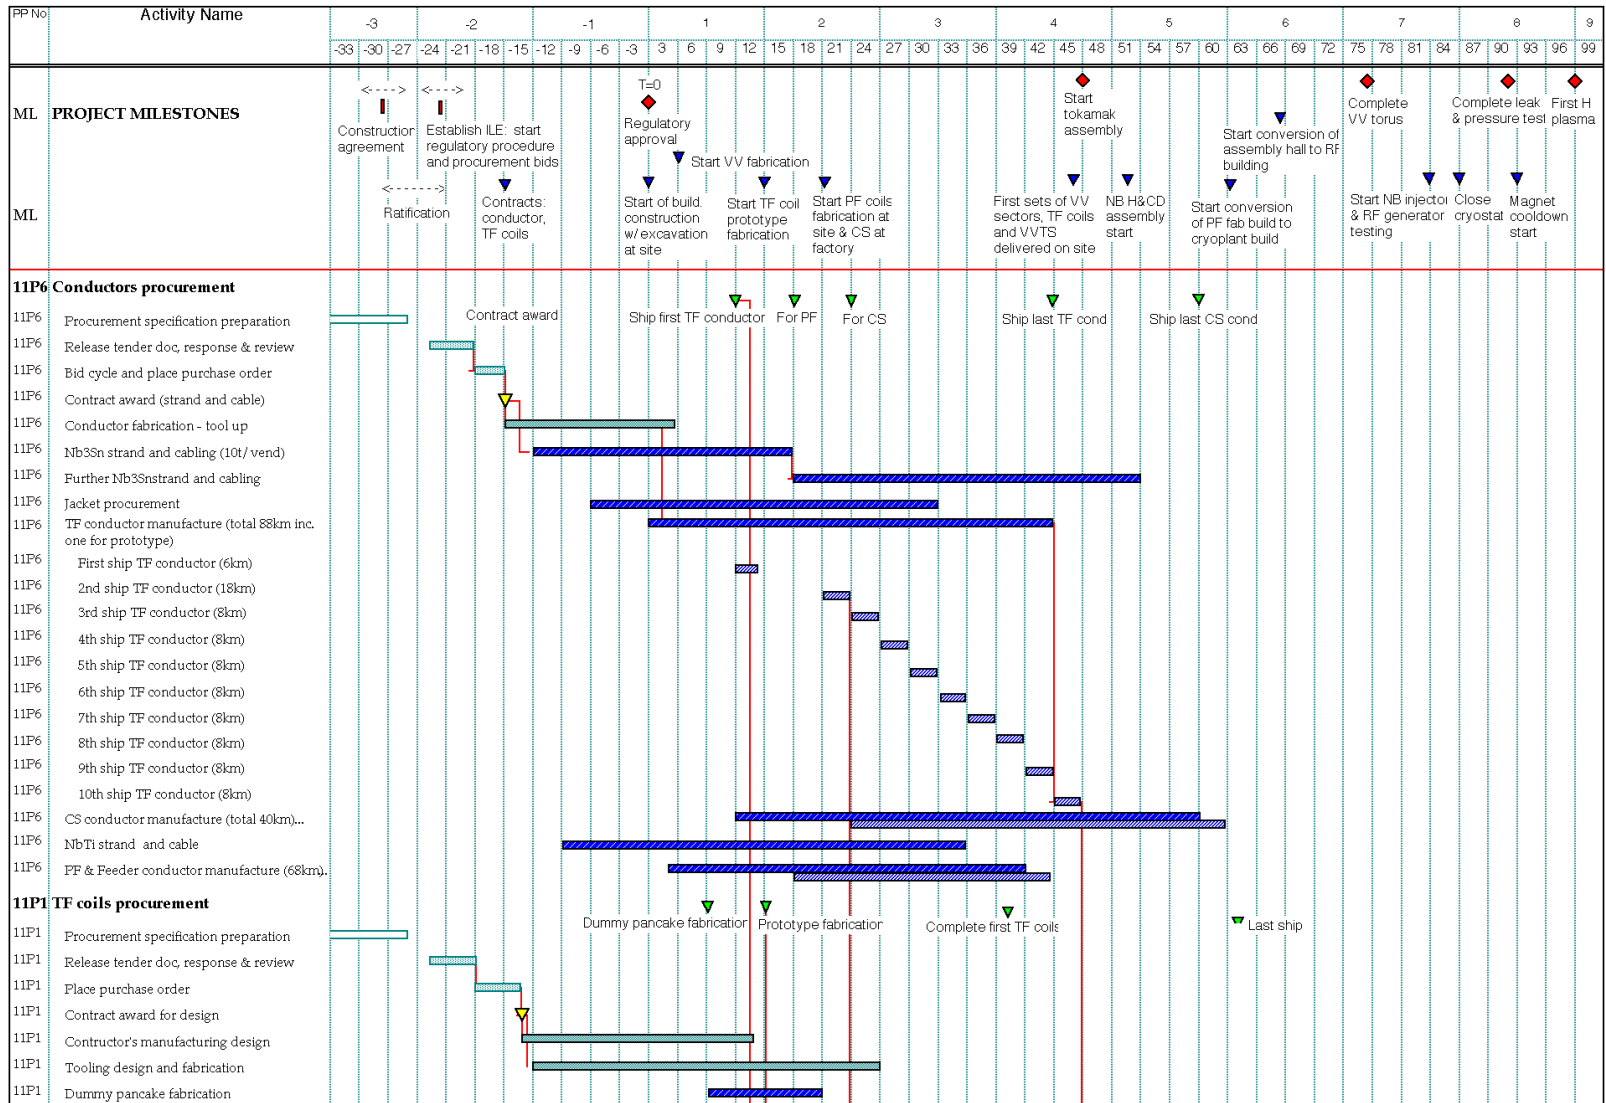 PP No
Activity Name
-3 -2 -1 1 2 3 4 5 6 7 8 9
-33 -30 -27 -24 -21 -18 -15 -12 -9 -6 -3 3 6 9 12 15 18 21 24 27 30 33 36 39 42 45 48 51 54 57 60 63 66 69 72 75 78 81 84 87 90 93 96 99
ML PROJECT MILESTONES
Construction
agreement
Establish ILE: start
regulatory procedure
and procurement bids
T=0
Regulatory
approval
Start VV fabrication
Start
tokamak
assembly
Start conversion of
assembly hall to RF
building
Complete
VV torus
Complete leak
& pressure test
First H
plasma
ML
Ratification
Contracts:
conductor,
TF coils
Start of build.
construction
w/excavation
at site
Start TF coil
prototype
fabrication
Start PF coils
fabrication at
site & CS at
factory
First sets of VV
sectors, TF coils
and VVTS
delivered on site
NB H&CD
assembly
start
Start conversion
of PF fab build to
cryoplant build
Start NB injector
& RF generator
testing
Close
cryostat
Magnet
cooldown
start
11P6 Conductors procurement
11P6 Procurement specification preparation
Contract award
Ship first TF conductor
For PF
For CS
Ship last TF cond
Ship last CS cond
11P6 Release tender doc, response & review
11P6 Bid cycle and place purchase order
11P6 Contract award (strand and cable)
11P6 Conductor fabrication - tool up
11P6 Nb3Sn strand and cabling (10t/ vend)
11P6 Further Nb3Snstrand and cabling
11P6 Jacket procurement
11P6 TF conductor manufacture (total 88km inc.
one for prototype)
11P6 First ship TF conductor (6km)
11P6 2nd ship TF conductor (18km)
11P6 3rd ship TF conductor (8km)
11P6 4th ship TF conductor (8km)
11P6 5th ship TF conductor (8km)
11P6 6th ship TF conductor (8km)
11P6 7th ship TF conductor (8km)
11P6 8th ship TF conductor (8km)
11P6 9th ship TF conductor (8km)
11P6 10th ship TF conductor (8km)
11P6 CS conductor manufacture (total 40km)...
11P6 NbTi strand and cable
11P6 PF & Feeder conductor manufacture (68km)..
11P1 TF coils procurement
Dummy pancake fabrication
Prototype fabrication
Complete first TF coils
Last ship
11P1 Procurement specification preparation
11P1 Release tender doc, response & review
11P1 Place purchase order
11P1 Contract award for design
11P1 Contructor's manufacturing design
11P1 Tooling design and fabrication
11P1 Dummy pancake fabrication